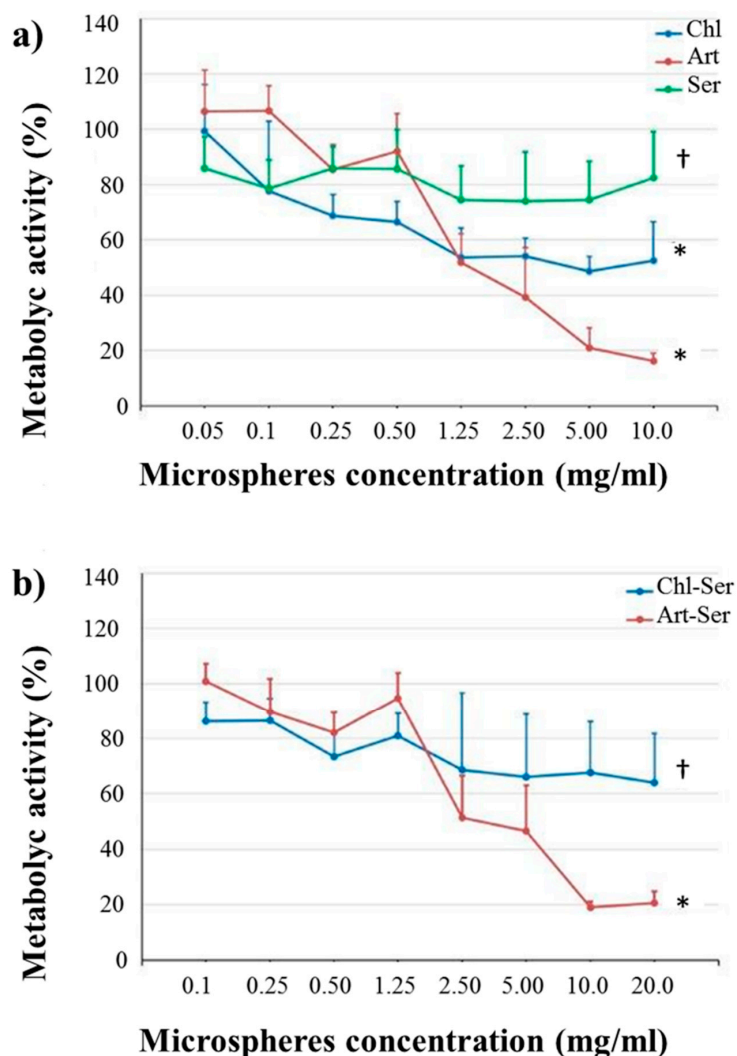 a)
Metabolyc activity (%)
140
120
100
80
60
40
20
0
Chl
Art
Ser
†
*
*
0.05 0.1 0.25 0.50 1.25 2.50 5.00 10.0
Microspheres concentration (mg/ml)
b)
Metabolyc activity (%)
140
120
100
80
60
40
20
0
Chl-Ser
Art-Ser
†
*
0.1 0.25 0.50 1.25 2.50 5.00 10.0 20.0
Microspheres concentration (mg/ml)